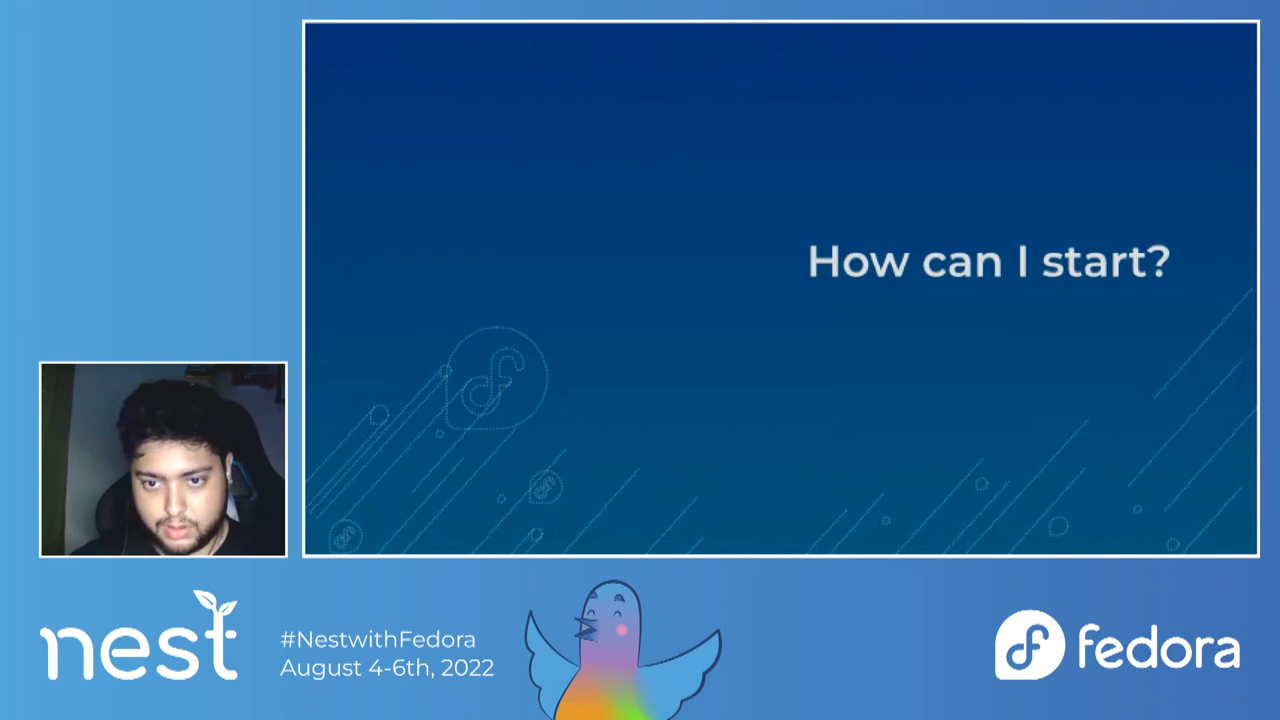 How can I start?
nest
#NestwithFedora
August 4-6th, 2022
fedora